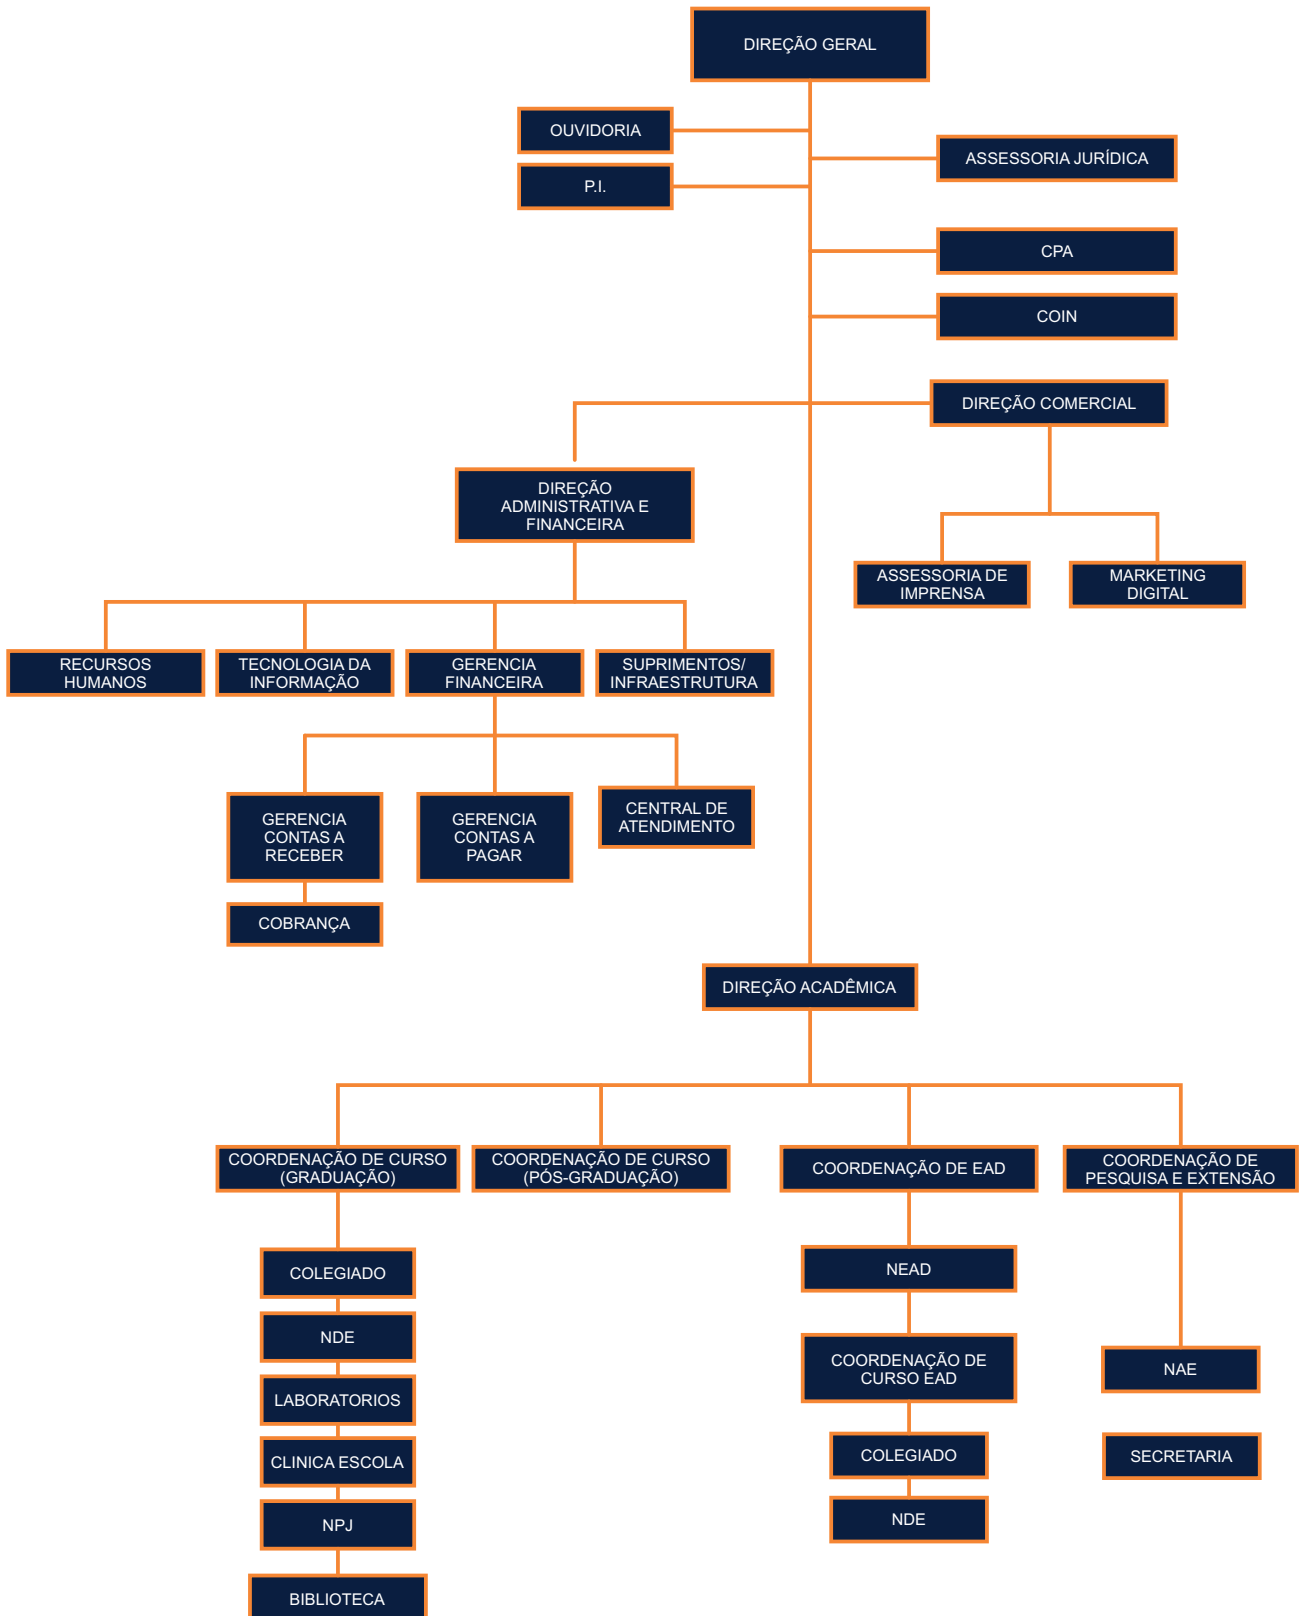 DIREÇÃO GERAL
OUVIDORIA
ASSESSORIA JURÍDICA
P.I.
CPA
COIN
DIREÇÃO COMERCIAL
DIREÇÃO
ADMINISTRATIVA E
FINANCEIRA
ASSESSORIA DE
IMPRENSA
MARKETING
DIGITAL
RECURSOS
HUMANOS
TECNOLOGIA DA
INFORMAÇÃO
GERENCIA
FINANCEIRA
SUPRIMENTOS/
INFRAESTRUTURA
GERENCIA
CONTAS A
RECEBER
GERENCIA
CONTAS A
PAGAR
CENTRAL DE
ATENDIMENTO
COBRANÇA
DIREÇÃO ACADÊMICA
COORDENAÇÃO DE CURSO
(GRADUAÇÃO)
COORDENAÇÃO DE CURSO
(PÓS-GRADUAÇÃO)
COORDENAÇÃO DE EAD
COORDENAÇÃO DE
PESQUISA E EXTENSÃO
COLEGIADO
NDE
LABORATORIOS
CLINICA ESCOLA
NPJ
BIBLIOTECA
NEAD
COORDENAÇÃO DE
CURSO EAD
COLEGIADO
NDE
NAE
SECRETARIA